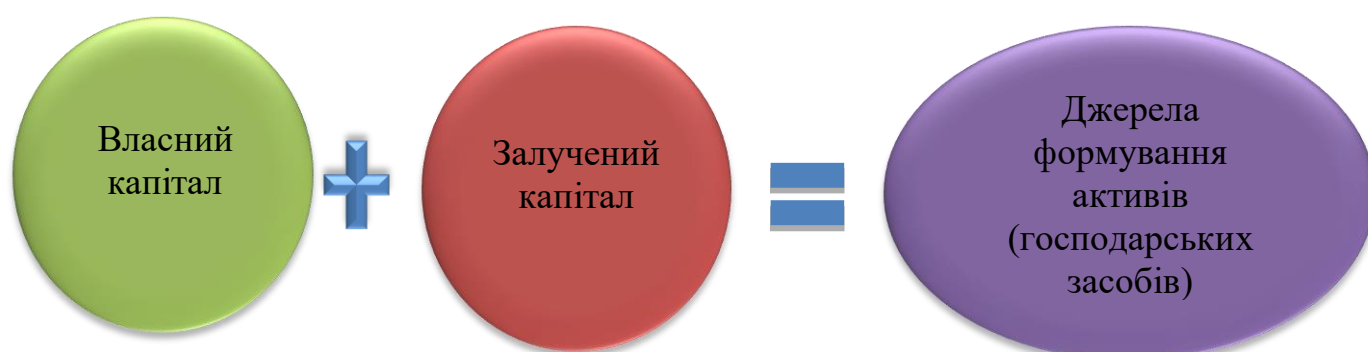 Власний
капітал
Залучений
капітал
Джерела
формування
активів
(господарських
засобів)